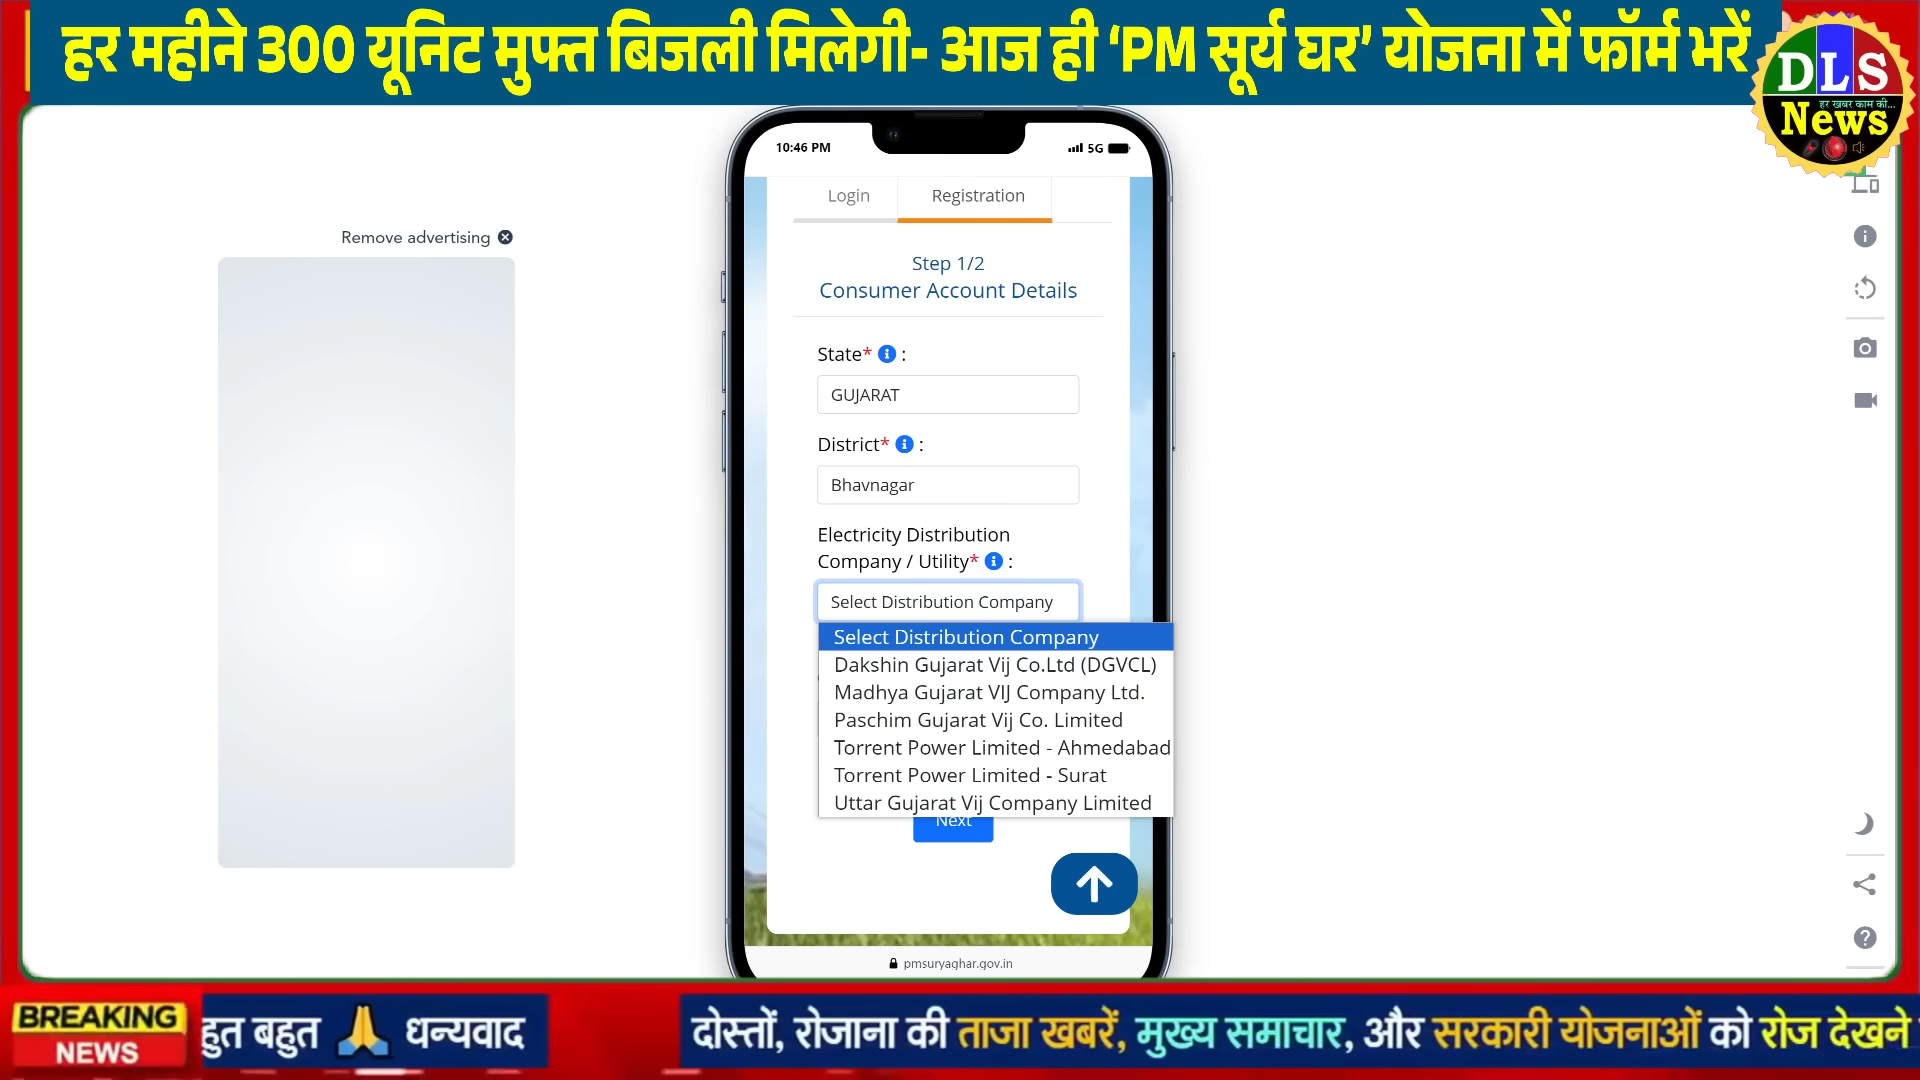 हर महीने 300 यूनिट मुफ्त बिजली मिलेगी- आज ही ‘PM सूर्य घर’ योजना में फॉर्म भरें
DLS
हर खबर काम की...
News
10:46 PM
5G
Login
Registration
Remove advertising
Step 1/2
Consumer Account Details
State* :
GUJARAT
District* :
Bhavnagar
Electricity Distribution
Company / Utility* :
Select Distribution Company
Select Distribution Company
Dakshin Gujarat Vij Co.Ltd (DGVCL)
Madhya Gujarat VIJ Company Ltd.
Paschim Gujarat Vij Co. Limited
Torrent Power Limited - Ahmedabad
Torrent Power Limited - Surat
Uttar Gujarat Vij Company Limited
Next
pmsuryaghar.gov.in
BREAKING
NEWS
हुत बहुत 🙏 धन्यवाद
दोस्तों, रोजाना की ताजा खबरें, मुख्य समाचार, और सरकारी योजनाओं को रोज देखने